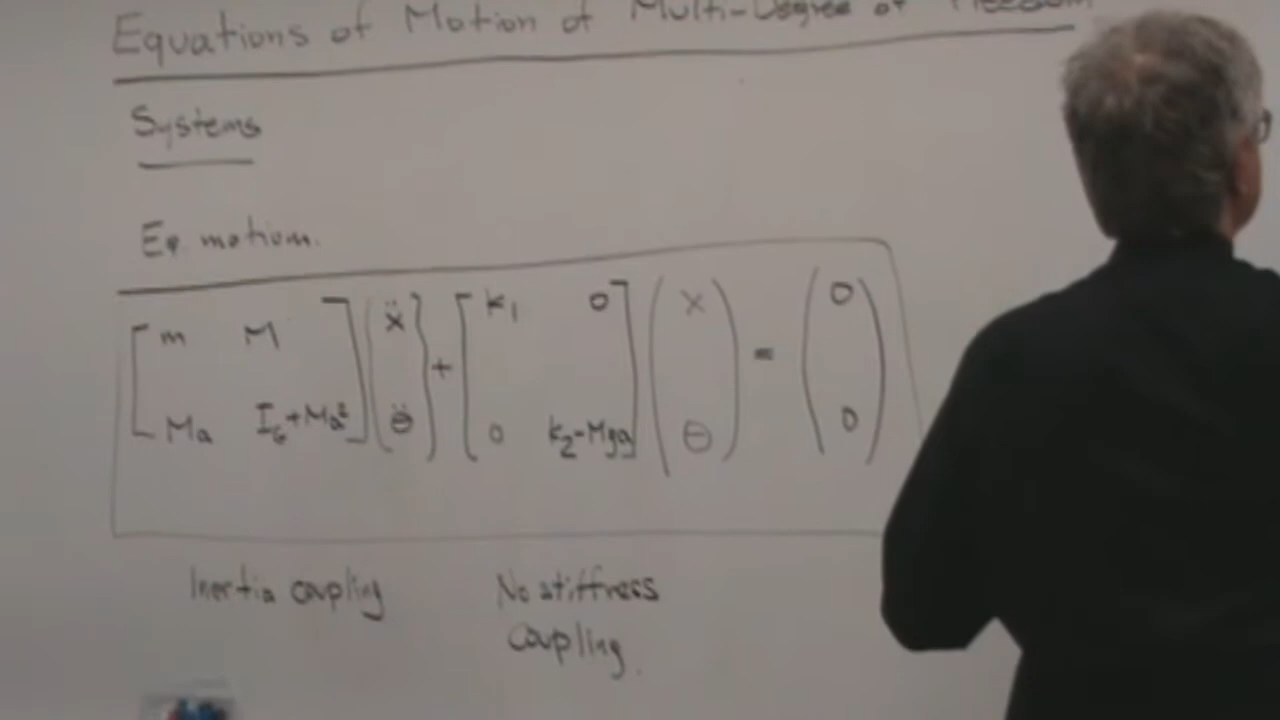 Equations of Motion of Multi-Degree of Freedom
Systems
Eq. motion.
[ m M ; Ma I_G+Ma² ] ( ẍ ; θ̈ ) + [ k₁ 0 ; 0 k₂-Mga ] ( x ; θ ) = ( 0 ; 0 )
Inertia coupling
No stiffness
coupling.